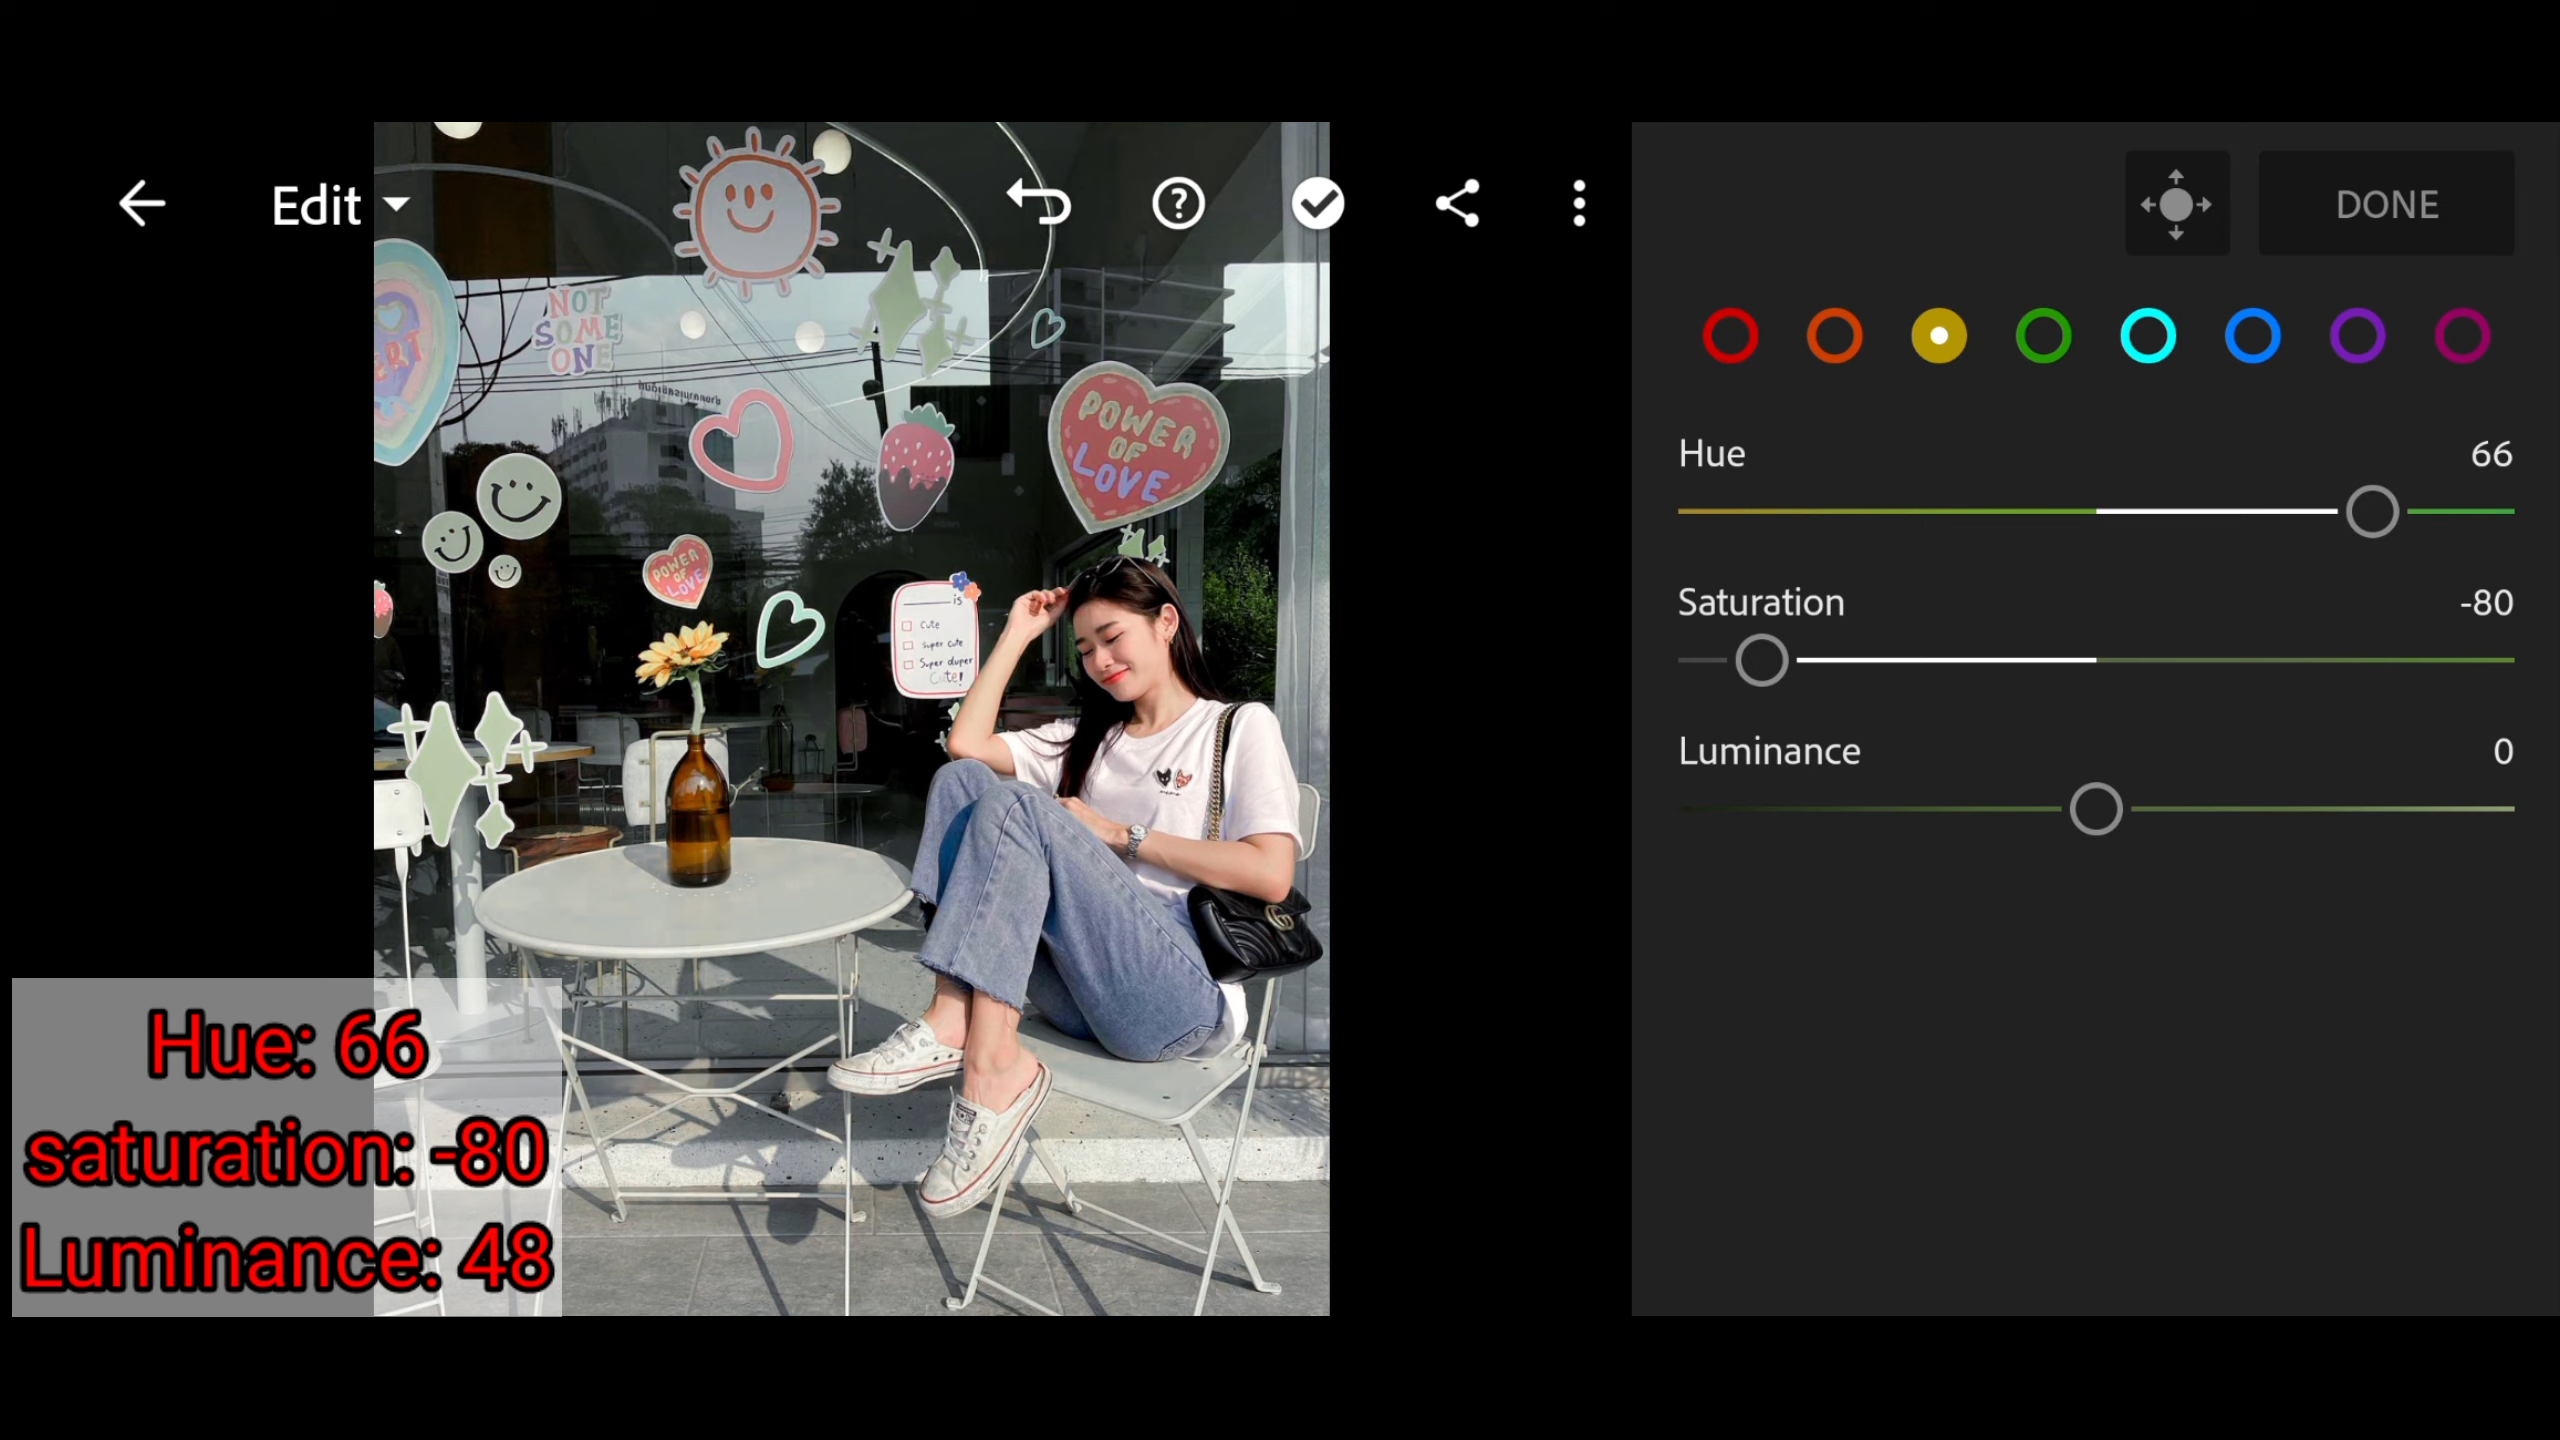 Edit
DONE
NOT
SOME
ONE
POWER
OF
LOVE
POWER
OF
LOVE
is
Cute
super cute
Super duper
Cute!
Hue 66
Saturation -80
Luminance 0
Hue: 66
saturation: -80
Luminance: 48